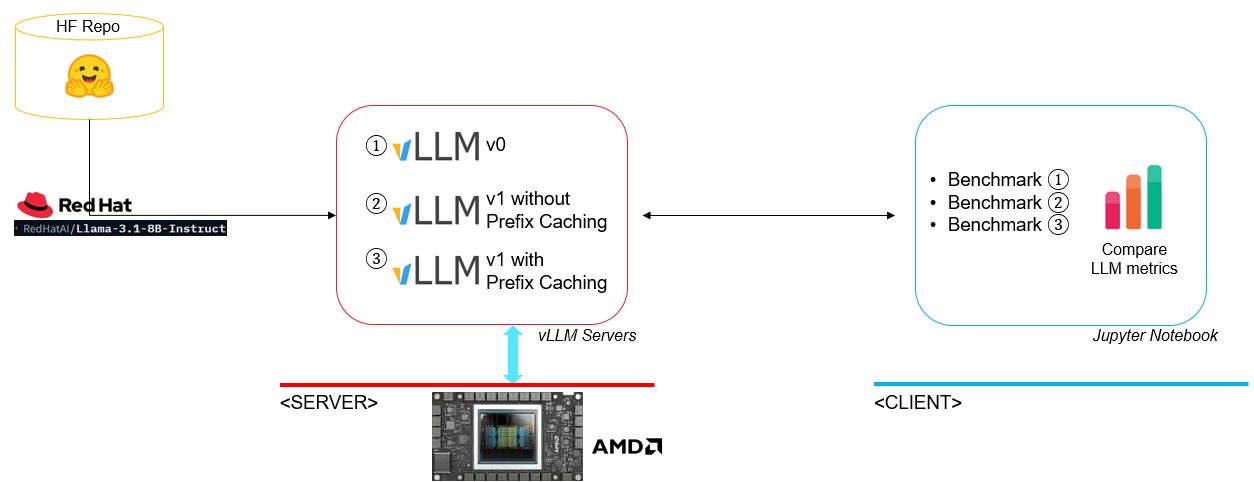 HF Repo
Red Hat
RedHatAI/Llama-3.1-8B-Instruct
① vLLM v0
② vLLM v1 without
Prefix Caching
③ vLLM v1 with
Prefix Caching
vLLM Servers
<SERVER>
AMD
AMD
• Benchmark ①
• Benchmark ②
• Benchmark ③
Compare
LLM metrics
Jupyter Notebook
<CLIENT>